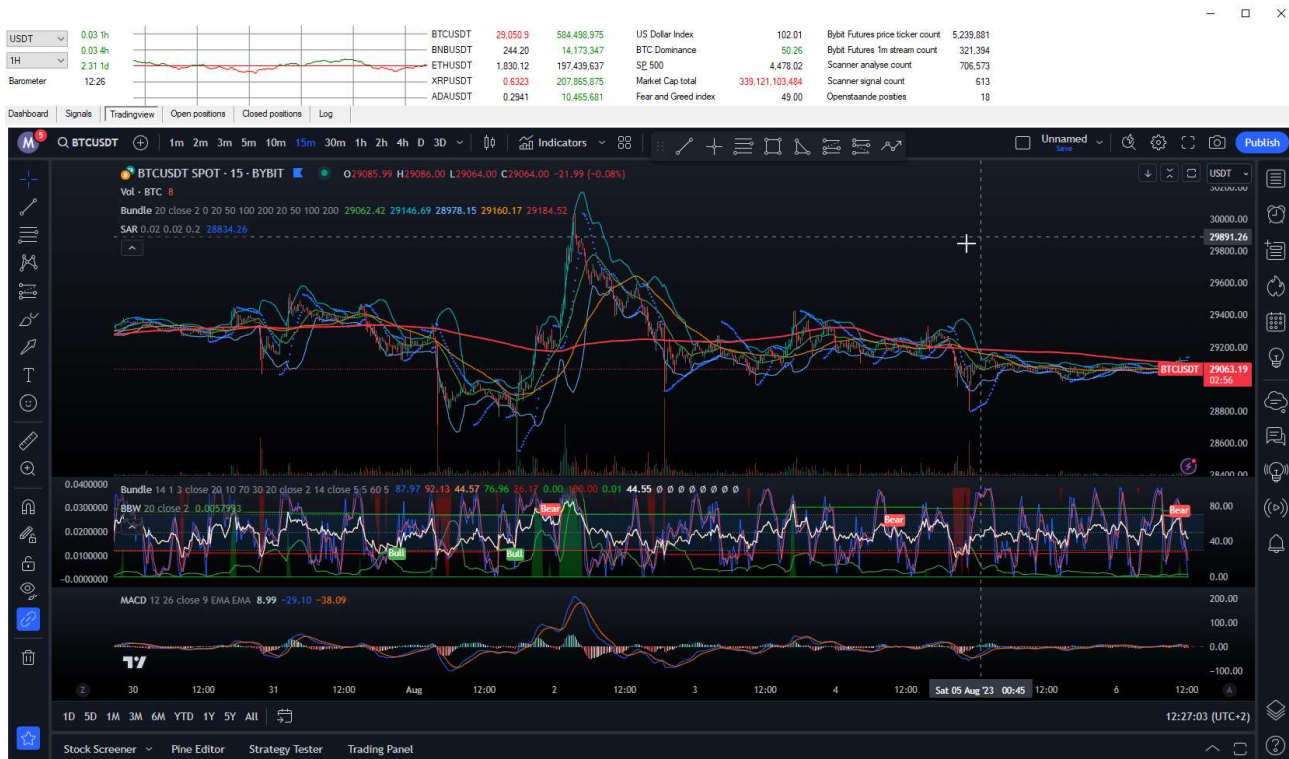 USDT 0.03 1h BTCUSDT 29,050.9 584,498,975 US Dollar Index 102.01 Bybit Futures price ticker count 5,239,881
0.03 4h BNBUSDT 244.20 14,173,347 BTC Dominance 50.26 Bybit Futures 1m stream count 321,394
1H 2.31 1d ETHUSDT 1,830.12 197,439,637 SP 500 4,478.02 Scanner analyse count 706,573
Barometer 12:26 XRPUSDT 0.6323 207,865,875 Market Cap total 339,121,103,484 Scanner signal count 613
ADAUSDT 0.2941 10,465,681 Fear and Greed index 49.00 Openstaande posities 18
Dashboard Signals Tradingview Open positions Closed positions Log
M 5 BTCUSDT 1m 2m 3m 5m 10m 15m 30m 1h 2h 4h D 3D Indicators Unnamed Save Publish
BTCUSDT SPOT · 15 · BYBIT O29085.99 H29086.00 L29064.00 C29064.00 -21.99 (-0.08%) USDT
Vol · BTC 8
30200.00
Bundle 20 close 2 0 20 50 100 200 20 50 100 200 29062.42 29146.69 28978.15 29160.17 29184.52
30000.00
SAR 0.02 0.02 0.2 28834.26
29891.26
29800.00
29600.00
29400.00
29200.00
BTCUSDT 29063.19
02:56
28800.00
28600.00
28400.00
0.0400000 Bundle 14 1 3 close 20 10 70 30 20 close 2 14 close 5 5 60 5 87.97 92.13 44.57 76.96 26.17 0.00 100.00 0.01 44.55 Ø Ø Ø Ø Ø Ø Ø Ø
0.0300000 BBW 20 close 2 0.0057993 Bear Bear 80.00
0.0200000 Bear 40.00
0.0100000 Bull Bull
−0.0000000 0.00
MACD 12 26 close 9 EMA EMA 8.99 −29.10 −38.09 200.00
100.00
0.00
−100.00
Z 30 12:00 31 12:00 Aug 12:00 2 12:00 3 12:00 4 12:00 Sat 05 Aug '23 00:45 12:00 6 12:00 A
1D 5D 1M 3M 6M YTD 1Y 5Y All 12:27:03 (UTC+2)
Stock Screener Pine Editor Strategy Tester Trading Panel